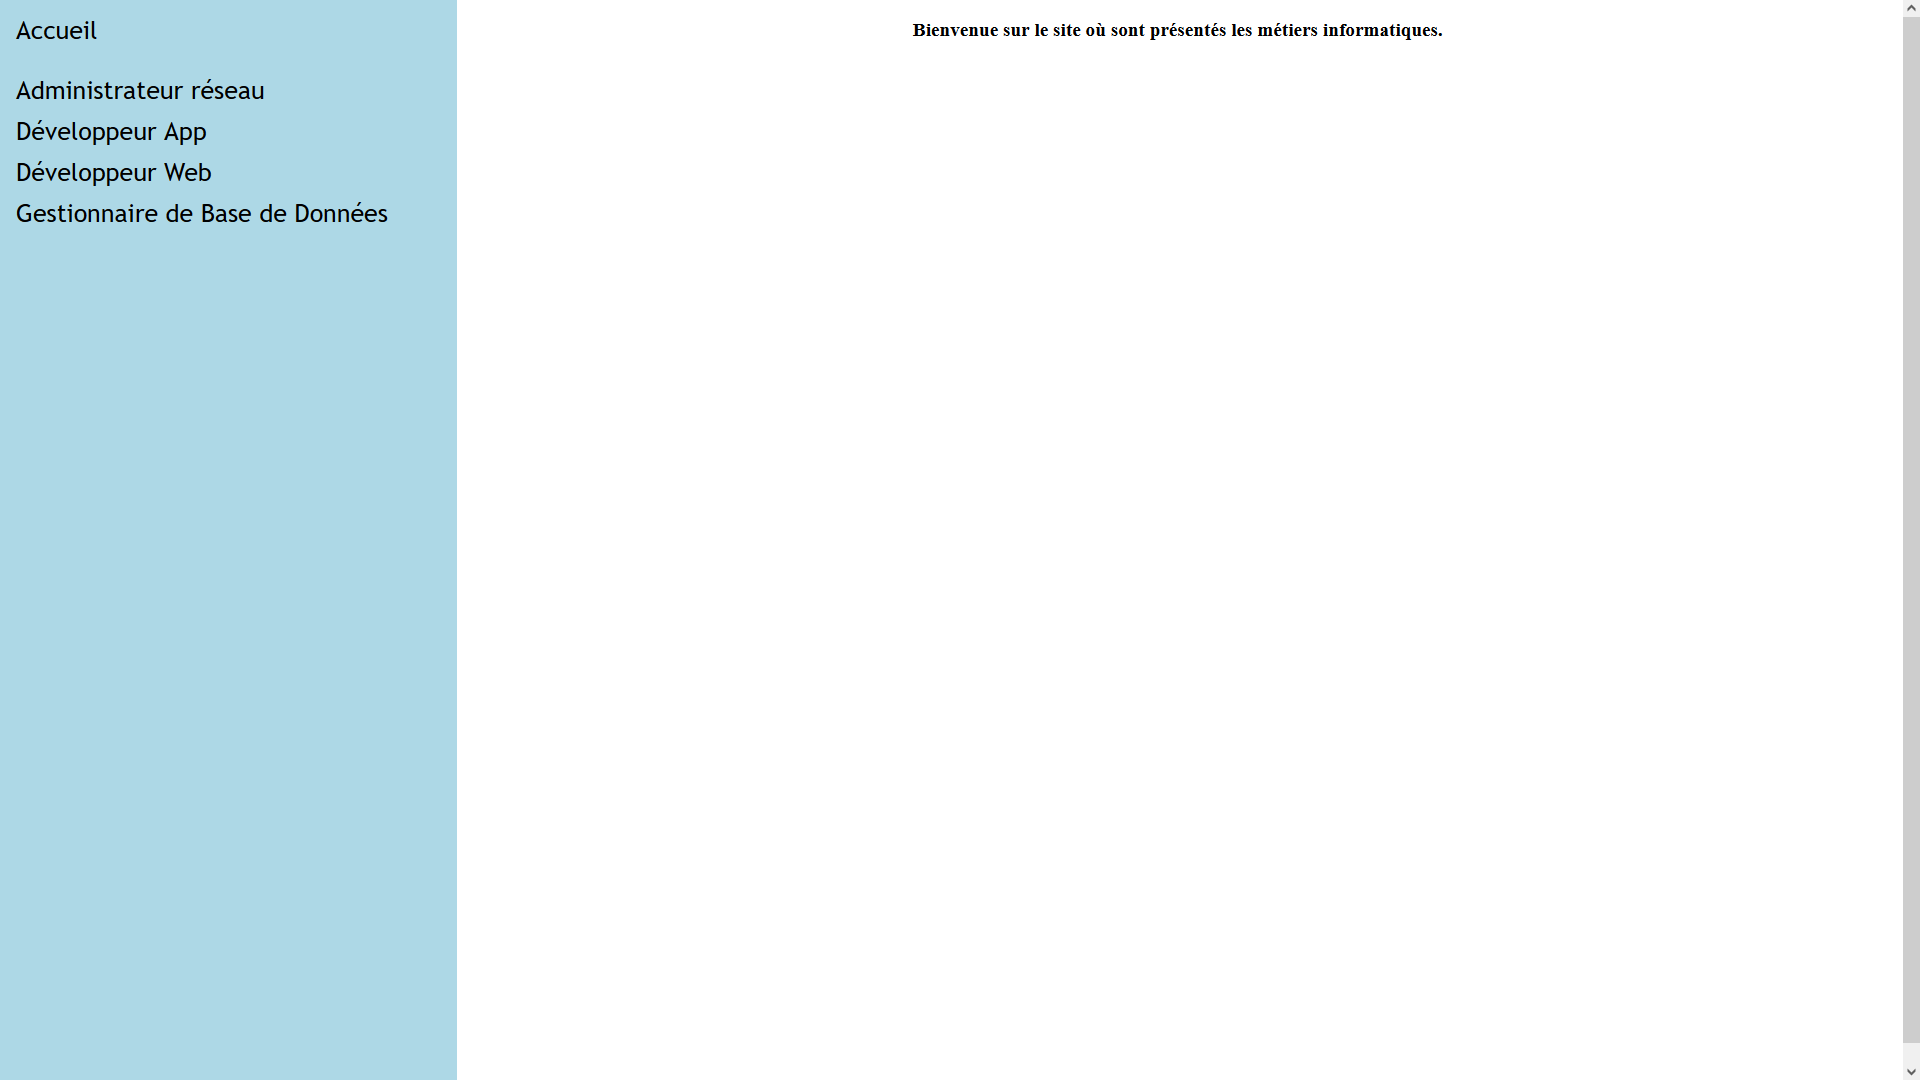 Accueil
Bienvenue sur le site où sont présentés les métiers informatiques.
Administrateur réseau
Développeur App
Développeur Web
Gestionnaire de Base de Données